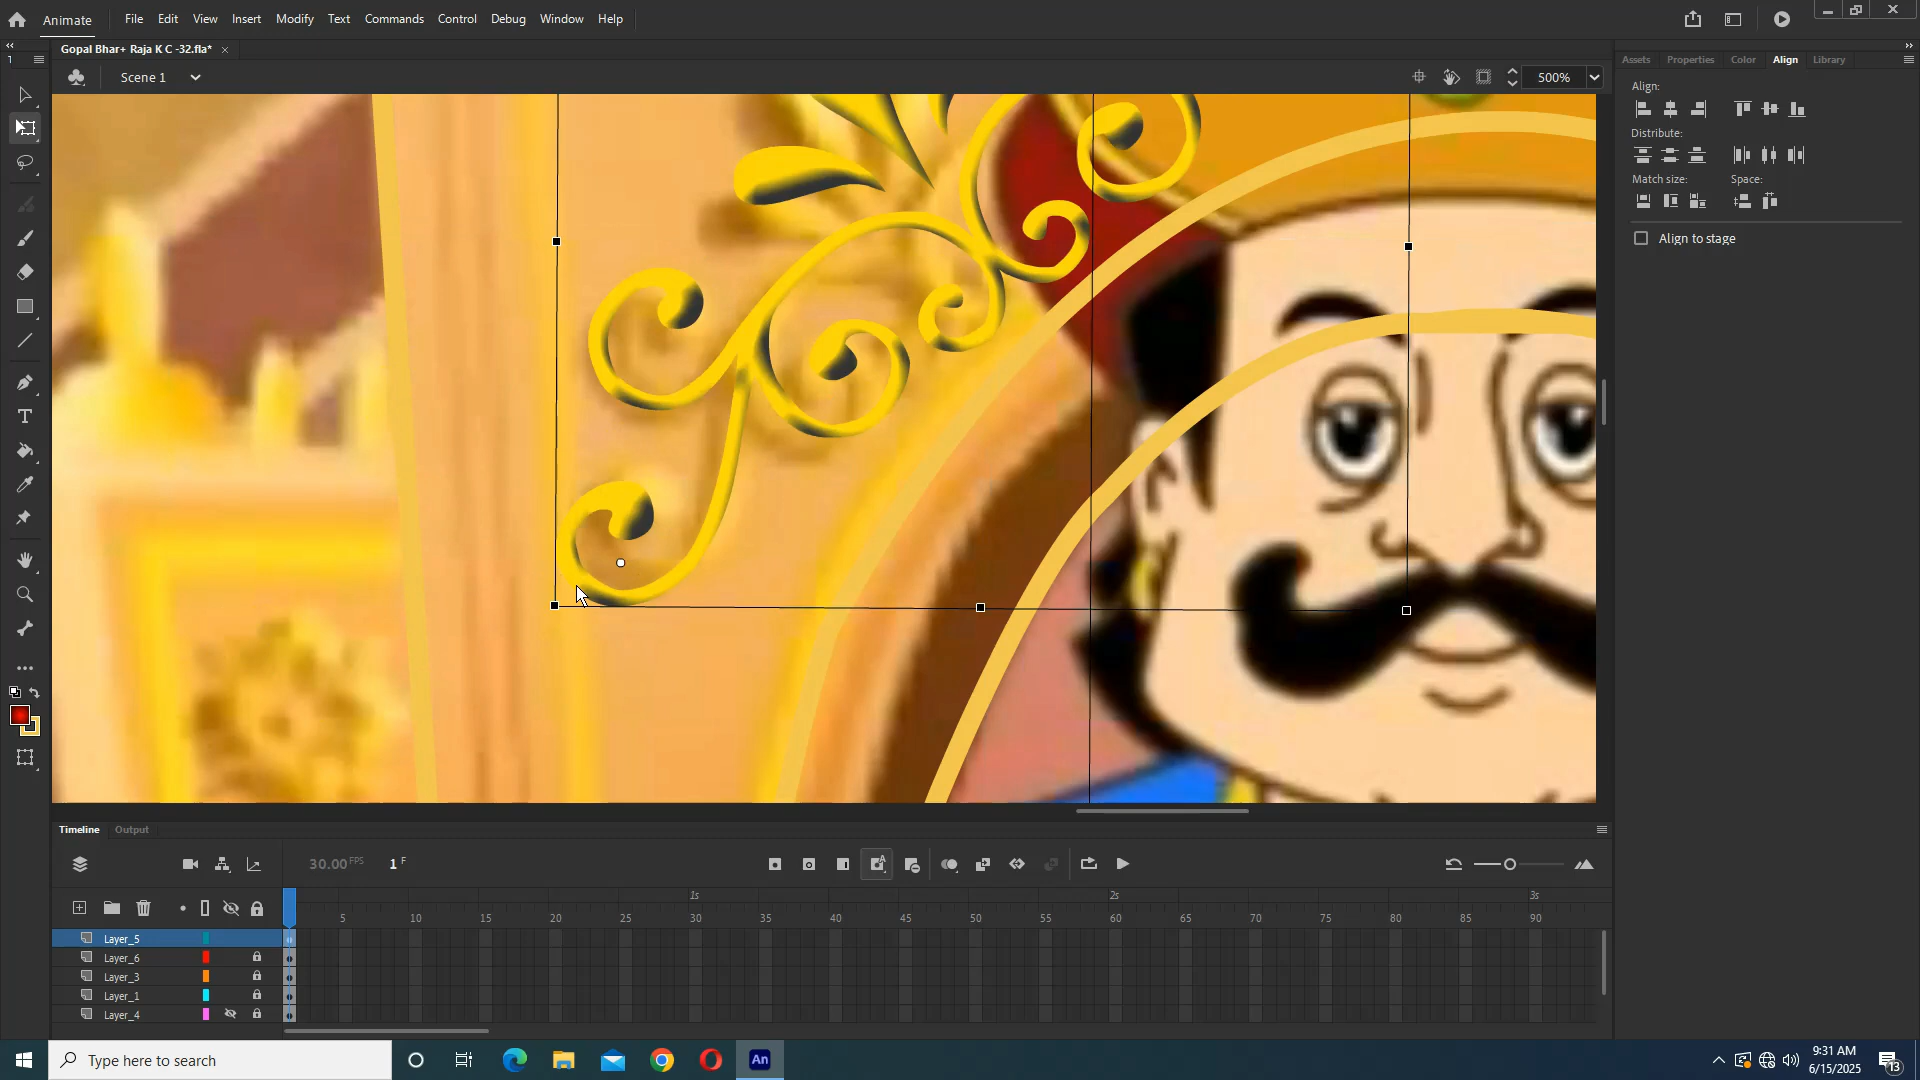 Animate File Edit View Insert Modify Text Commands Control Debug Window Help
Gopal Bhar+ Raja K C -32.fla* ×
Scene 1 500%
Assets Properties Color Align Library
Align:
Distribute:
Match size: Space:
Align to stage
Timeline Output
30.00 FPS 1 F
1s 2s 3s
5 10 15 20 25 30 35 40 45 50 55 60 65 70 75 80 85 90
Layer_5
Layer_6
Layer_3
Layer_1
Layer_4
Type here to search
An
9:31 AM
6/15/2025
13